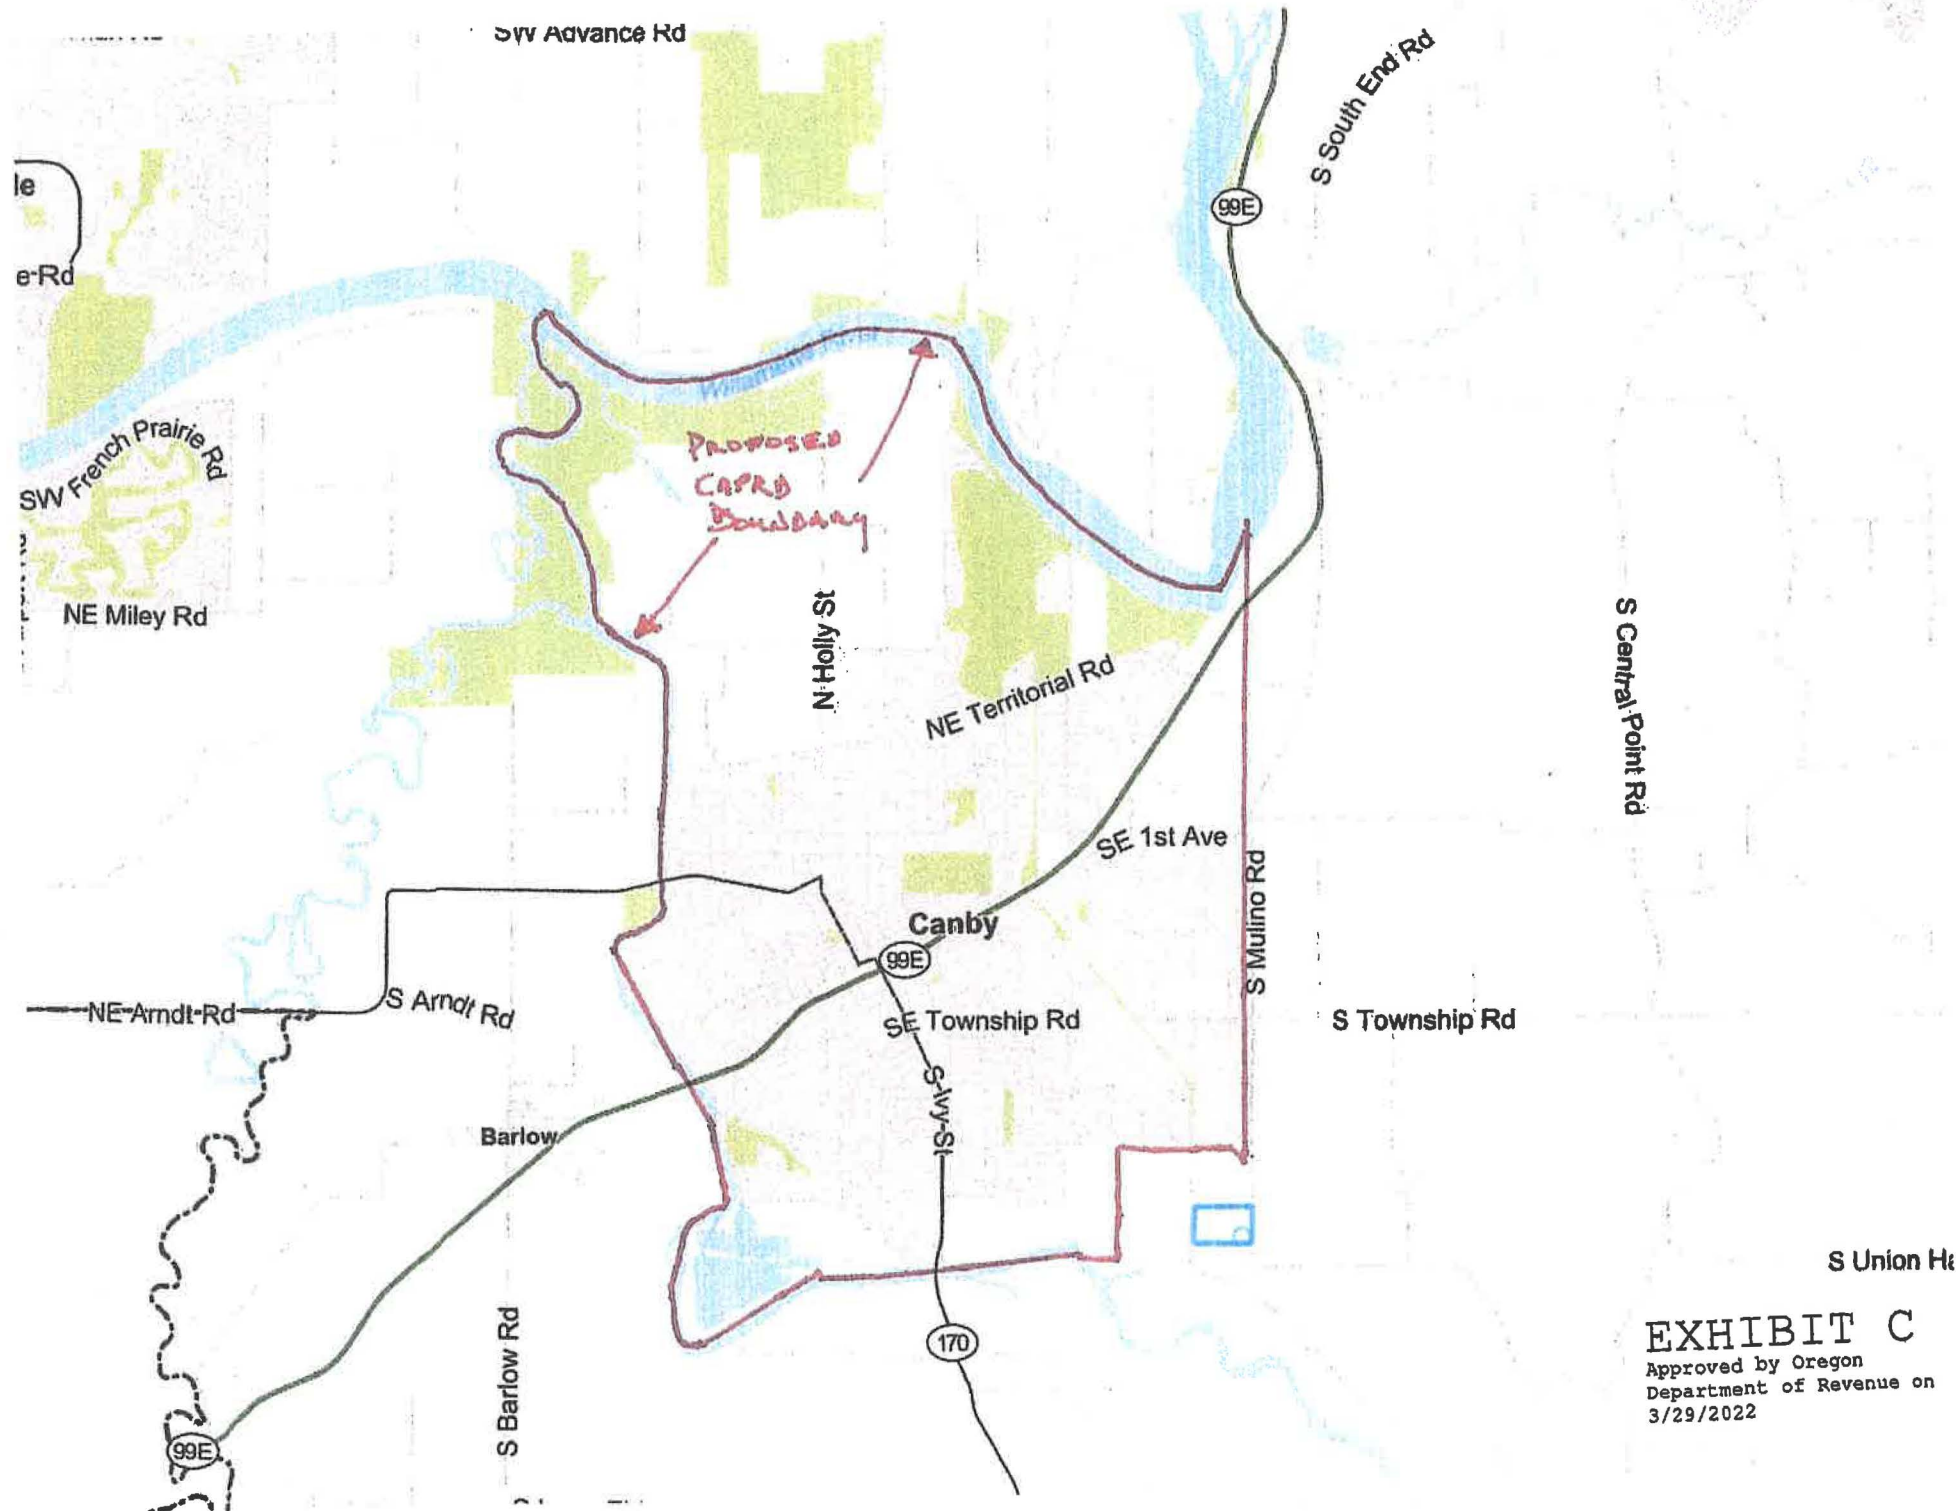 SW Advance Rd
S South End Rd
99E
le
e Rd
SW French Prairie Rd
NE Miley Rd
PROPOSED
CAPRD
BOUNDARY
N Holly St
NE Territorial Rd
S Central Point Rd
SE 1st Ave
S Mulino Rd
Canby
99E
NE Arndt Rd
S Arndt Rd
SE Township Rd
S Township Rd
S Ivy St
Barlow
S Barlow Rd
170
99E
S Union Ha
EXHIBIT C
Approved by Oregon
Department of Revenue on
3/29/2022